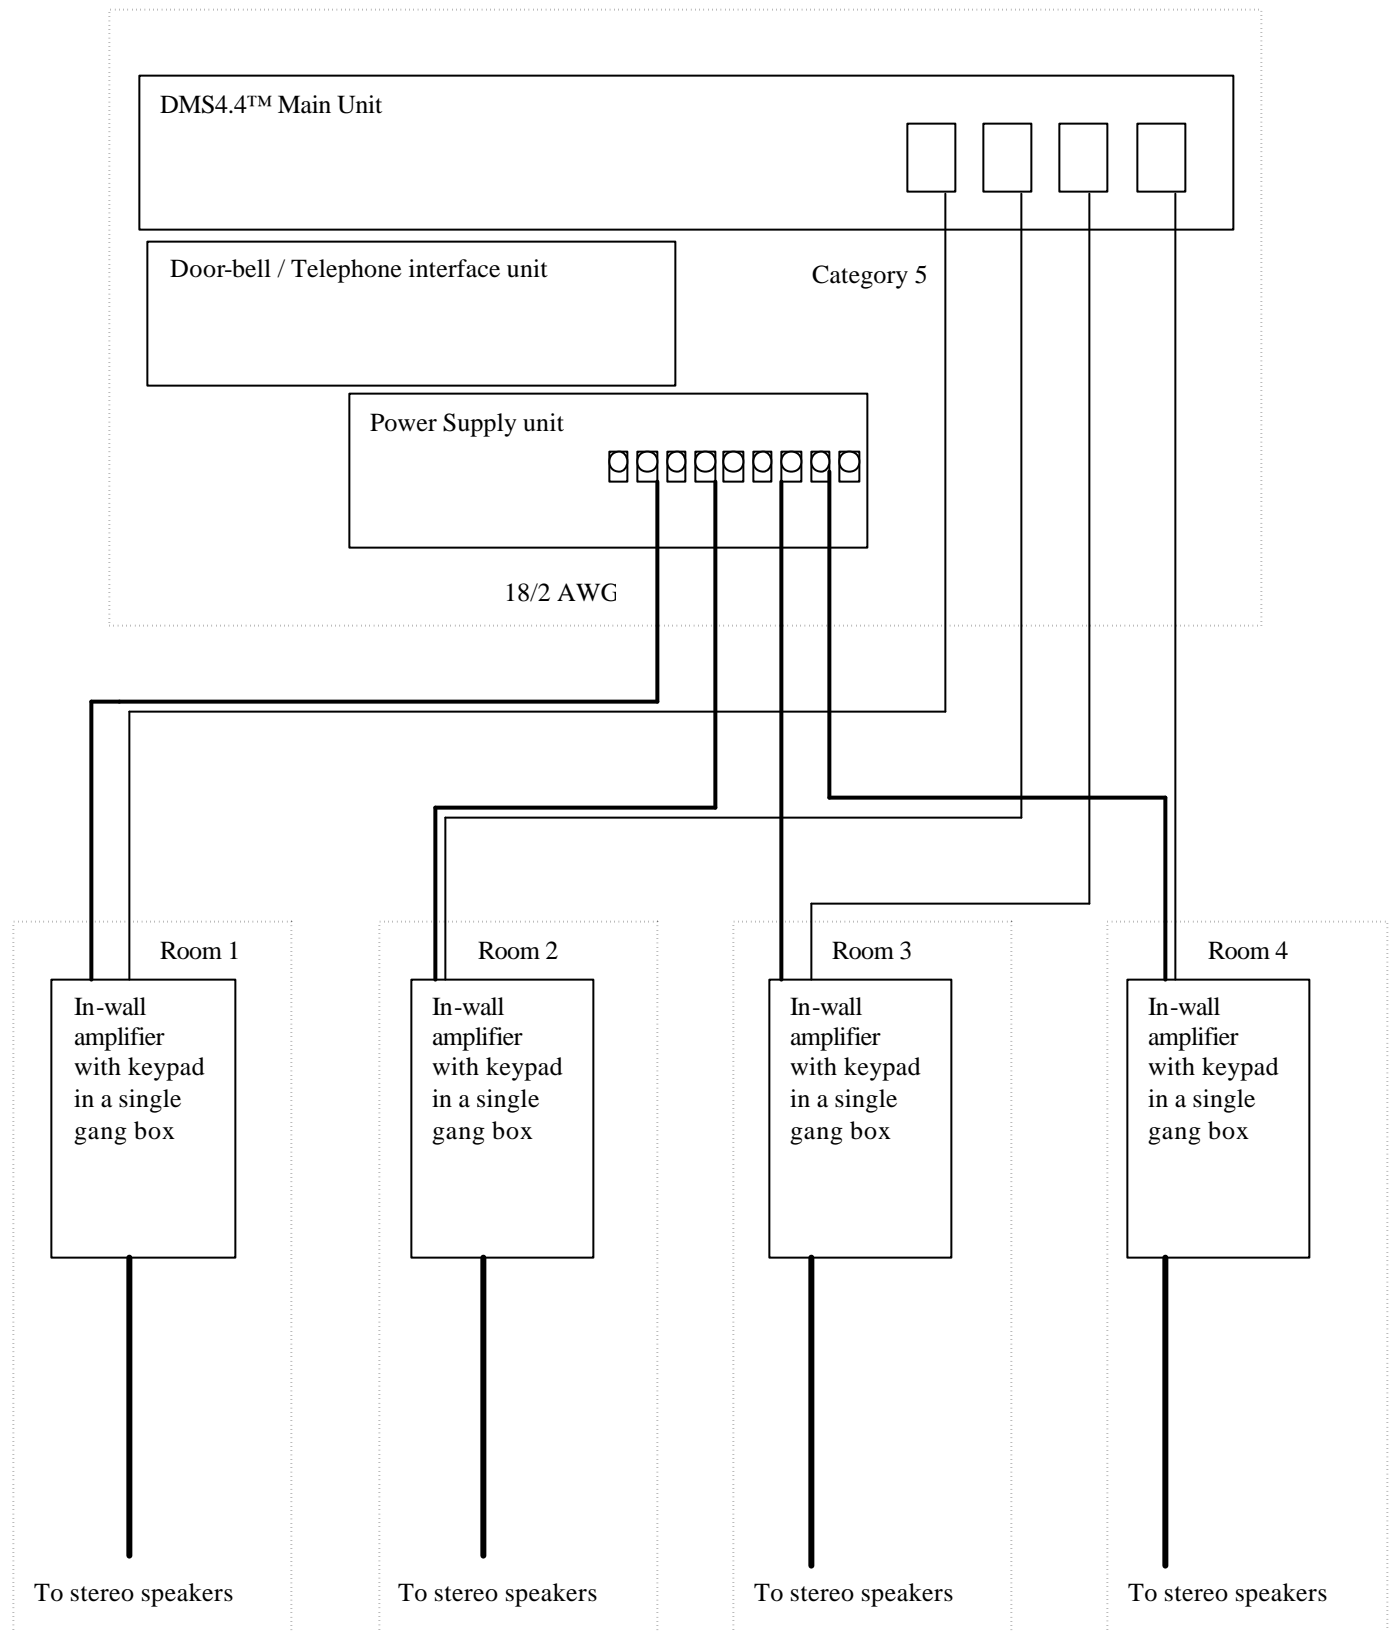 DMS4.4™ Main Unit
Door-bell / Telephone interface unit
Category 5
Power Supply unit
18/2 AWG
Room 1
In-wall
amplifier
with keypad
in a single
gang box
To stereo speakers
Room 2
In-wall
amplifier
with keypad
in a single
gang box
To stereo speakers
Room 3
In-wall
amplifier
with keypad
in a single
gang box
To stereo speakers
Room 4
In-wall
amplifier
with keypad
in a single
gang box
To stereo speakers